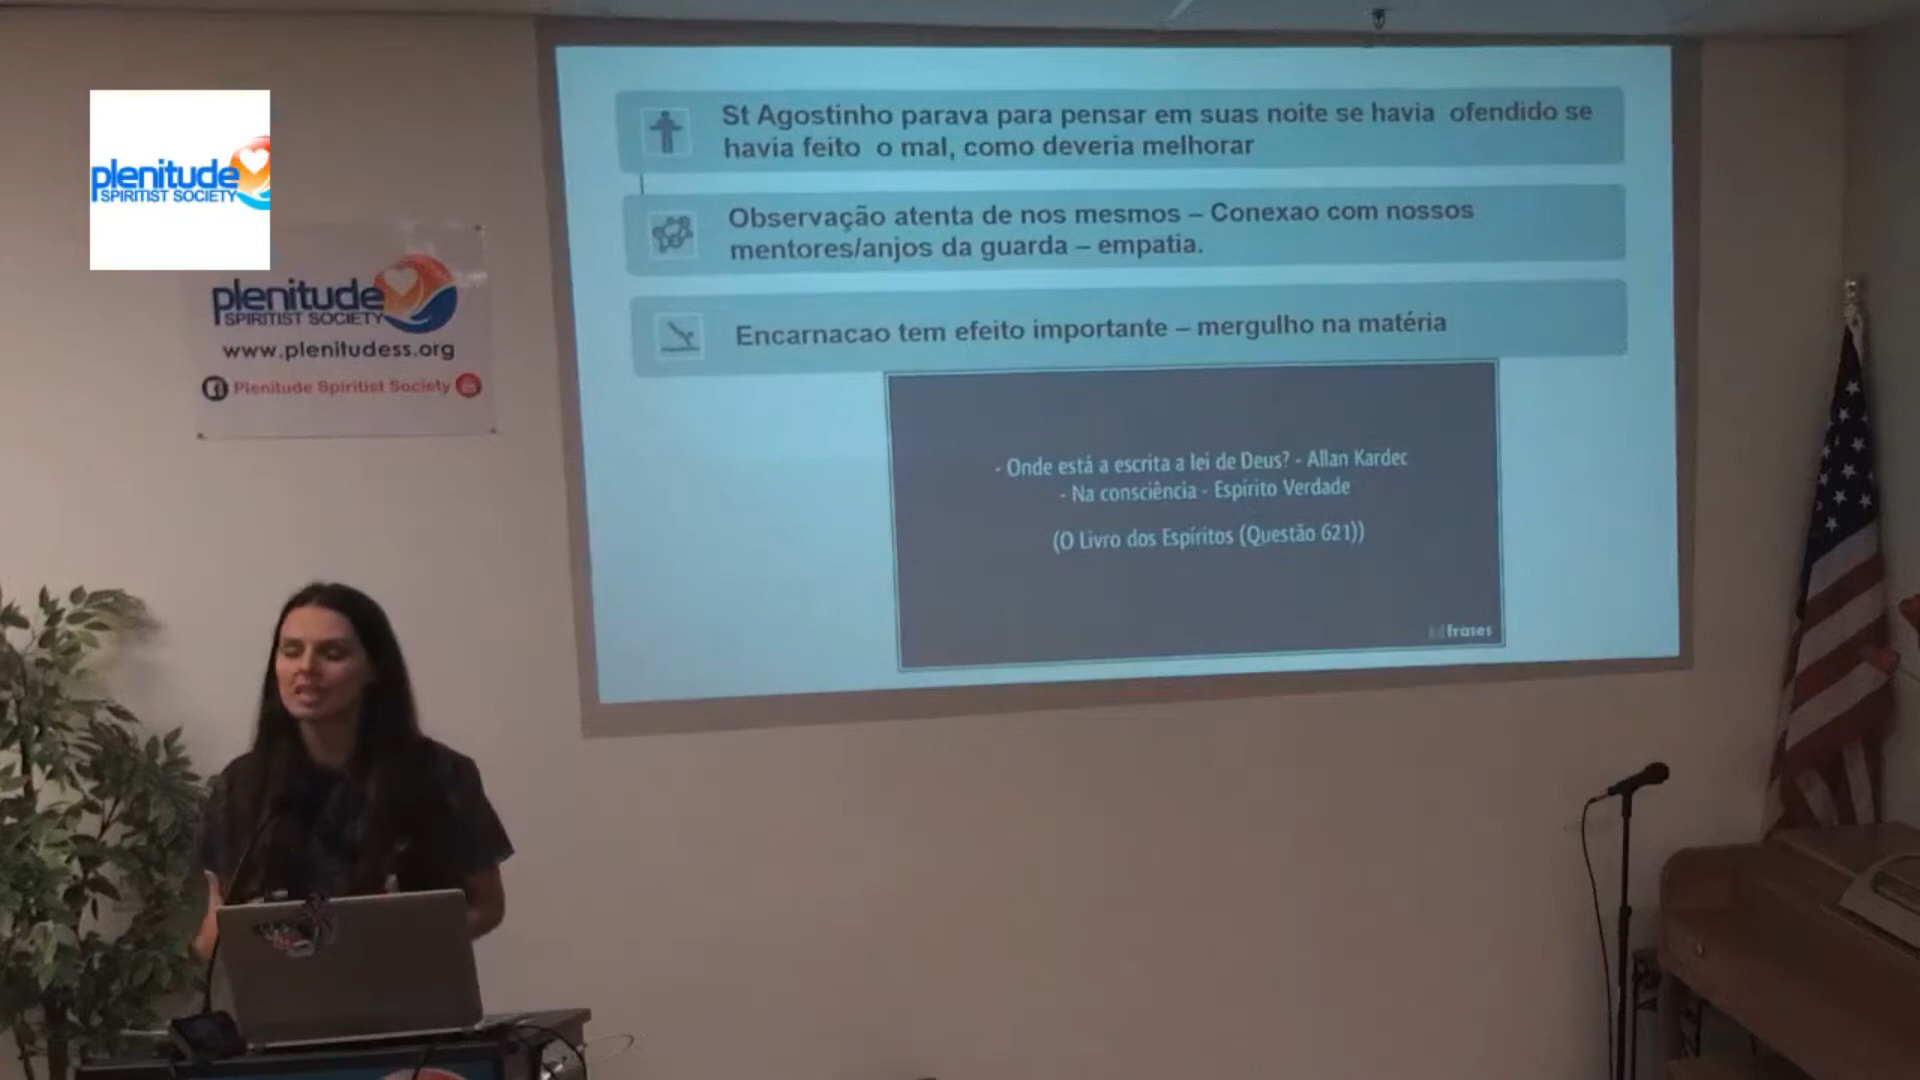 plenitude
SPIRITIST SOCIETY
plenitude
SPIRITIST SOCIETY
www.plenitudess.org
Plenitude Spiritist Society
St Agostinho parava para pensar em suas noite se havia ofendido se
havia feito o mal, como deveria melhorar
Observação atenta de nos mesmos – Conexao com nossos
mentores/anjos da guarda – empatia.
Encarnacao tem efeito importante – mergulho na matéria
- Onde está a escrita a lei de Deus? - Allan Kardec
- Na consciência - Espírito Verdade
(O Livro dos Espíritos (Questão 621))
frases